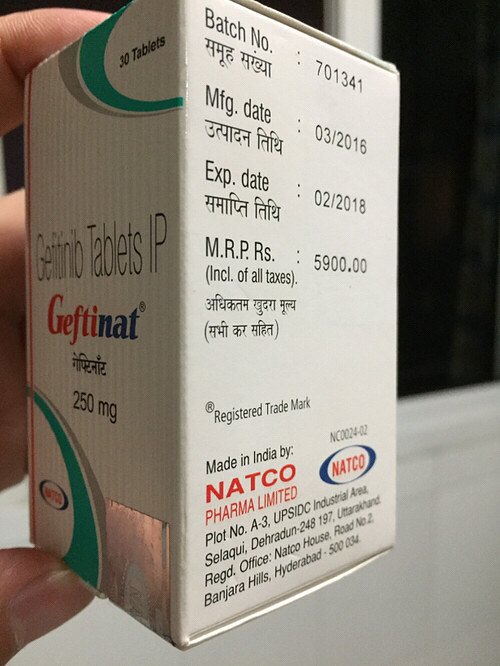 30 Tablets
Gefitinib Tablets IP
Geftinat®
गेफ्टिनॅट
250 mg
NATCO
Batch No. : 701341
समूह संख्या
Mfg. date : 03/2016
उत्पादन तिथि
Exp. date : 02/2018
समाप्ति तिथि
M.R.P. Rs. : 5900.00
(Incl. of all taxes).
अधिकतम खुदरा मूल्य
(सभी कर सहित)
®Registered Trade Mark
NC0024-02
Made in India by:
NATCO
PHARMA LIMITED
NATCO
Plot No. A-3, UPSIDC Industrial Area,
Selaqui, Dehradun-248 197, Uttarakhand.
Regd. Office: Natco House, Road No.2,
Banjara Hills, Hyderabad - 500 034.